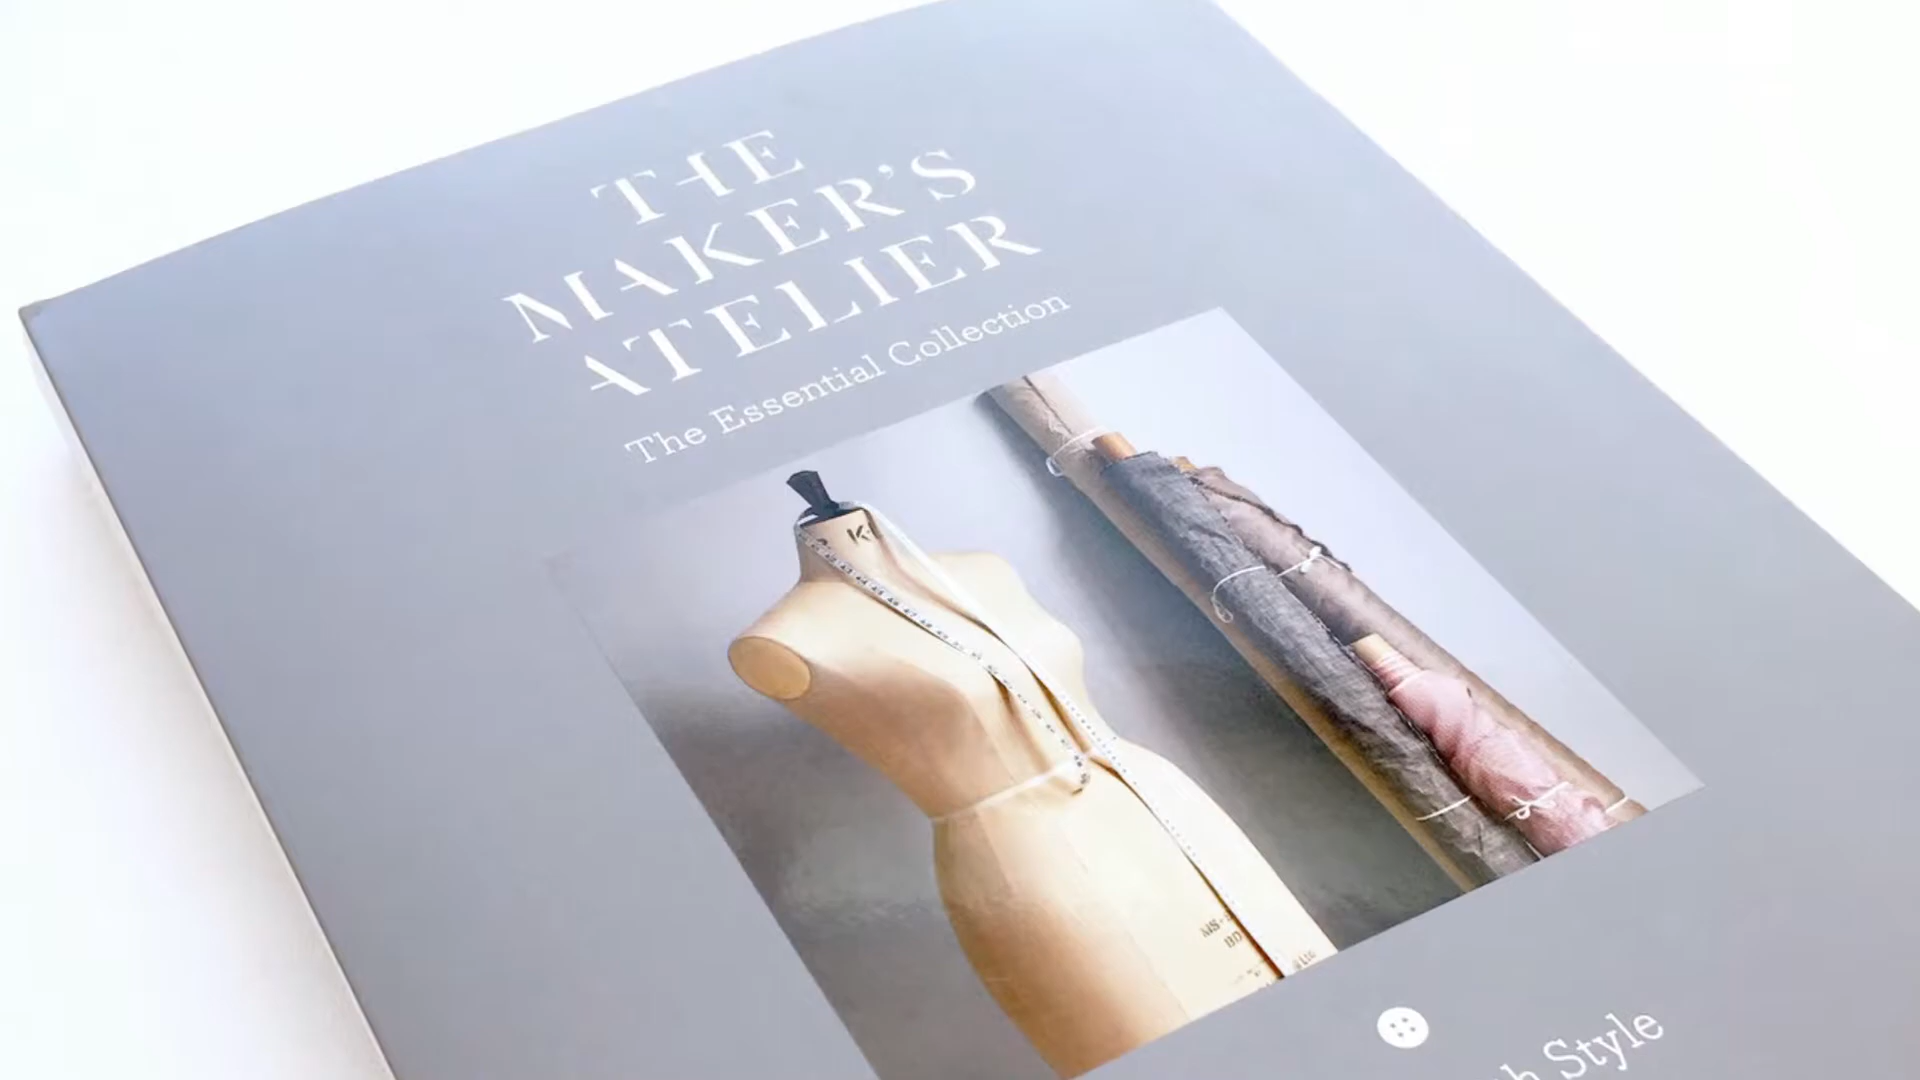 THE
MAKER'S
ATELIER
The Essential Collection
Style